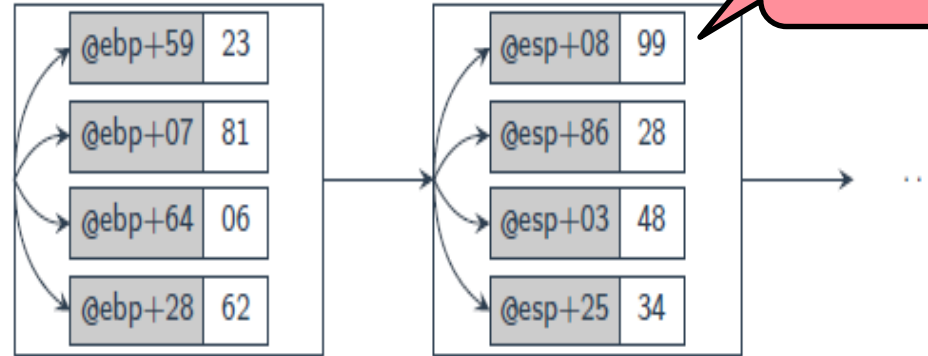 @ebp+59 23
@ebp+07 81
@ebp+64 06
@ebp+28 62
@esp+08 99
@esp+86 28
@esp+03 48
@esp+25 34
..